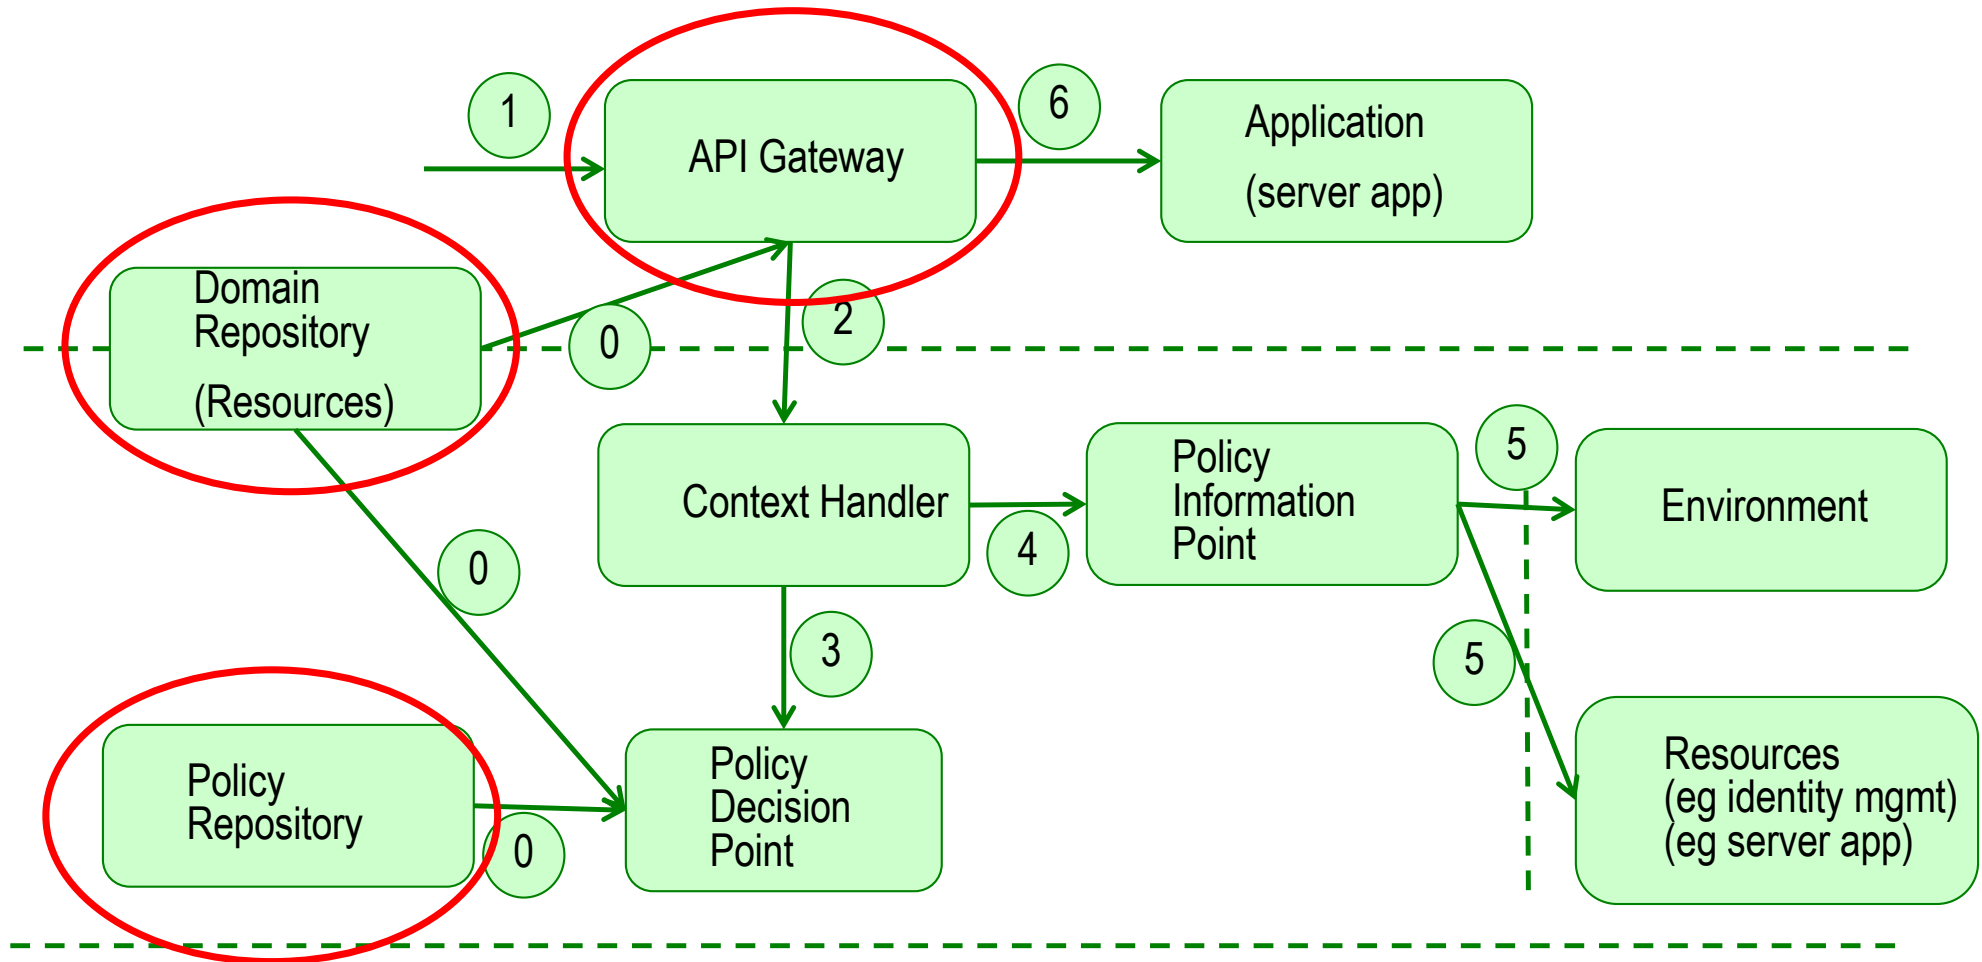 1
API Gateway
6
Application
(server app)
Domain
Repository
(Resources)
0
2
Context Handler
Policy
Information
Point
5
Environment
4
0
3
5
Policy
Repository
0
Policy
Decision
Point
Resources
(eg identity mgmt)
(eg server app)